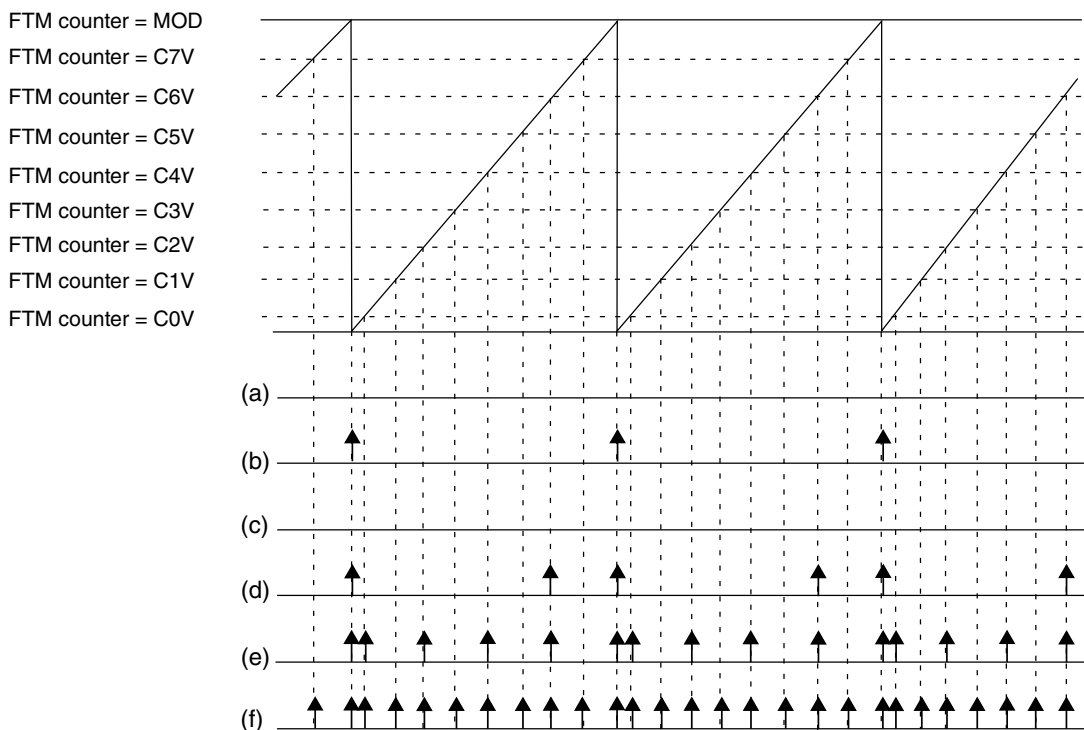 FTM counter = MOD
FTM counter = C7V
FTM counter = C6V
FTM counter = C5V
FTM counter = C4V
FTM counter = C3V
FTM counter = C2V
FTM counter = C1V
FTM counter = C0V
(a)
(b)
(c)
(d)
(e)
(f)